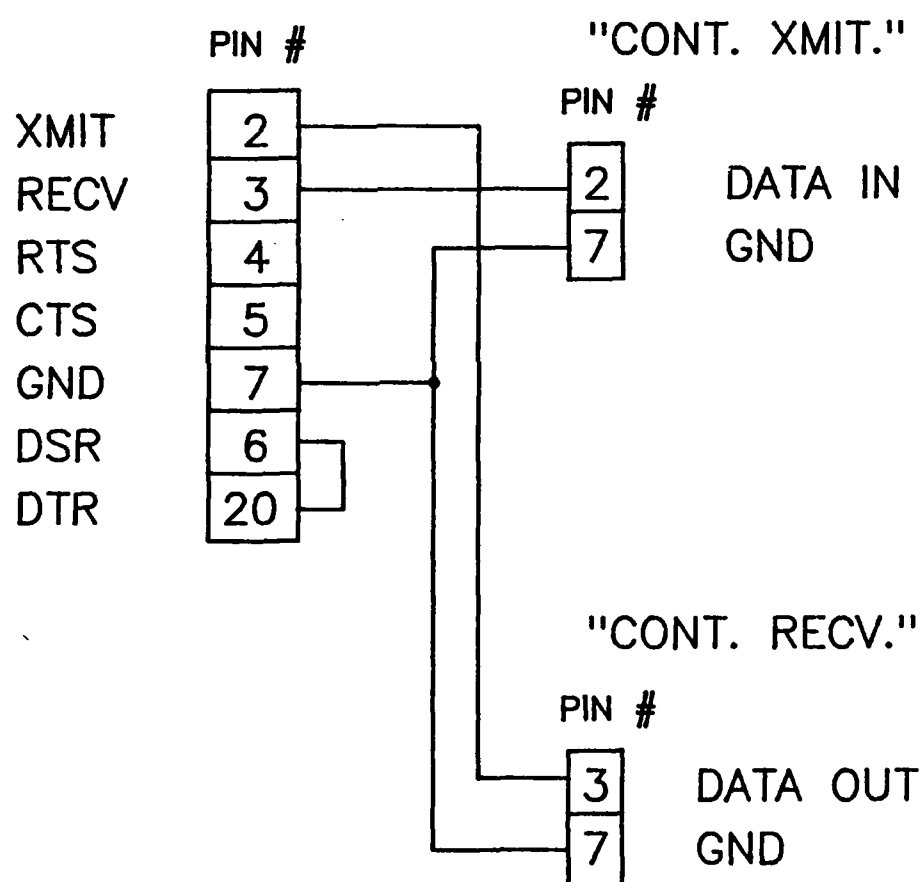 PIN #
XMIT 2
RECV 3
RTS 4
CTS 5
GND 7
DSR 6
DTR 20
"CONT. XMIT."
PIN #
2 DATA IN
7 GND
"CONT. RECV."
PIN #
3 DATA OUT
7 GND